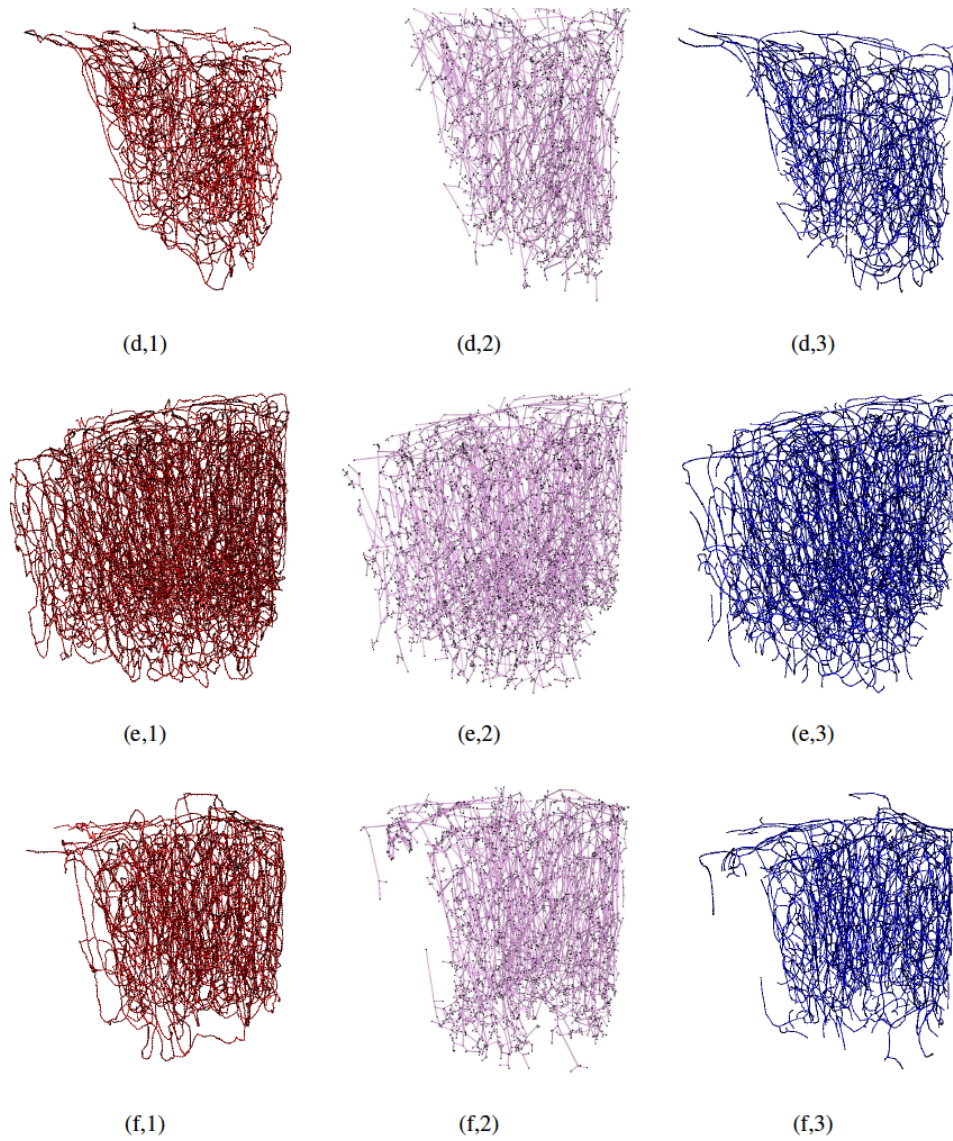 (d,1) (d,2) (d,3)
(e,1) (e,2) (e,3)
(f,1) (f,2) (f,3)